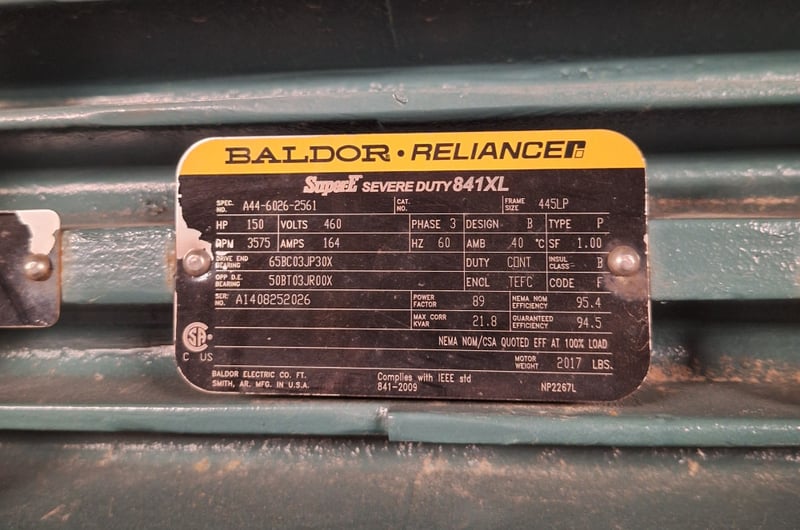 BALDOR • RELIANCER
Super-E SEVERE DUTY 841XL
SPEC. NO. A44-6026-2561 CAT. NO. FRAME SIZE 445LP
HP 150 VOLTS 460 PHASE 3 DESIGN B TYPE P
RPM 3575 AMPS 164 HZ 60 AMB 40 °C SF 1.00
DRIVE END BEARING 65BC03JP30X DUTY CONT INSUL CLASS B
OPP D.E. BEARING 50BT03JR00X ENCL TEFC CODE F
SER. NO. A1408252026 POWER FACTOR 89 NEMA NOM EFFICIENCY 95.4
MAX CORR KVAR 21.8 GUARANTEED EFFICIENCY 94.5
NEMA NOM/CSA QUOTED EFF AT 100% LOAD
SA C US
MOTOR WEIGHT 2017 LBS.
BALDOR ELECTRIC CO. FT. SMITH, AR. MFG. IN U.S.A.
Complies with IEEE std 841-2009
NP2267L